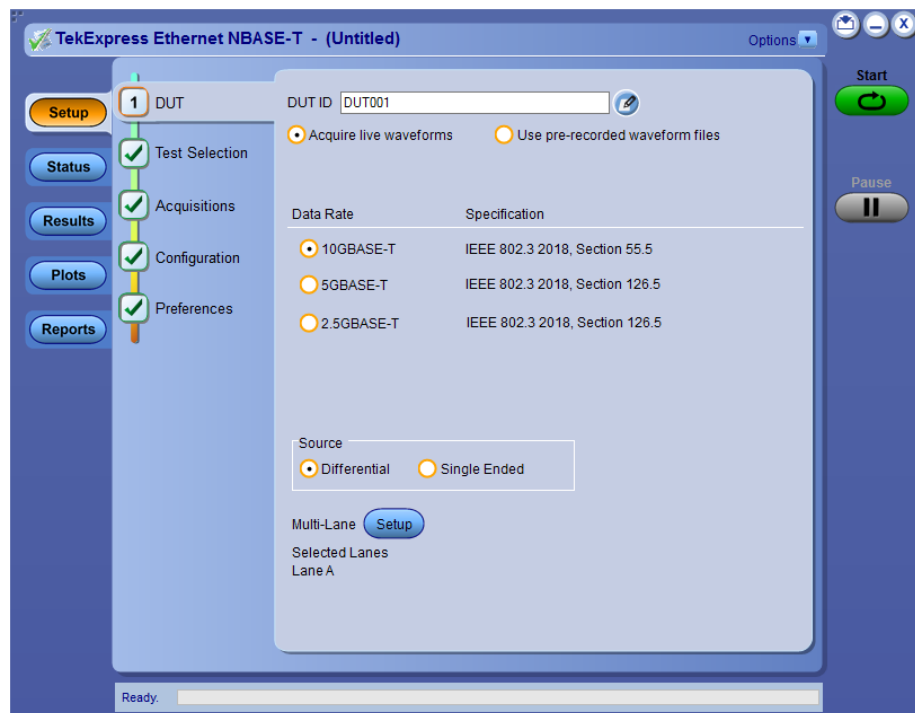 TekExpress Ethernet NBASE-T - (Untitled)
Options
X
Start
Setup
1 DUT
DUT ID DUT001
Acquire live waveforms Use pre-recorded waveform files
Status
Test Selection
Pause
Results
Acquisitions
Data Rate Specification
Configuration
10GBASE-T IEEE 802.3 2018, Section 55.5
Plots
5GBASE-T IEEE 802.3 2018, Section 126.5
Preferences
Reports
2.5GBASE-T IEEE 802.3 2018, Section 126.5
Source
Differential Single Ended
Multi-Lane Setup
Selected Lanes
Lane A
Ready.